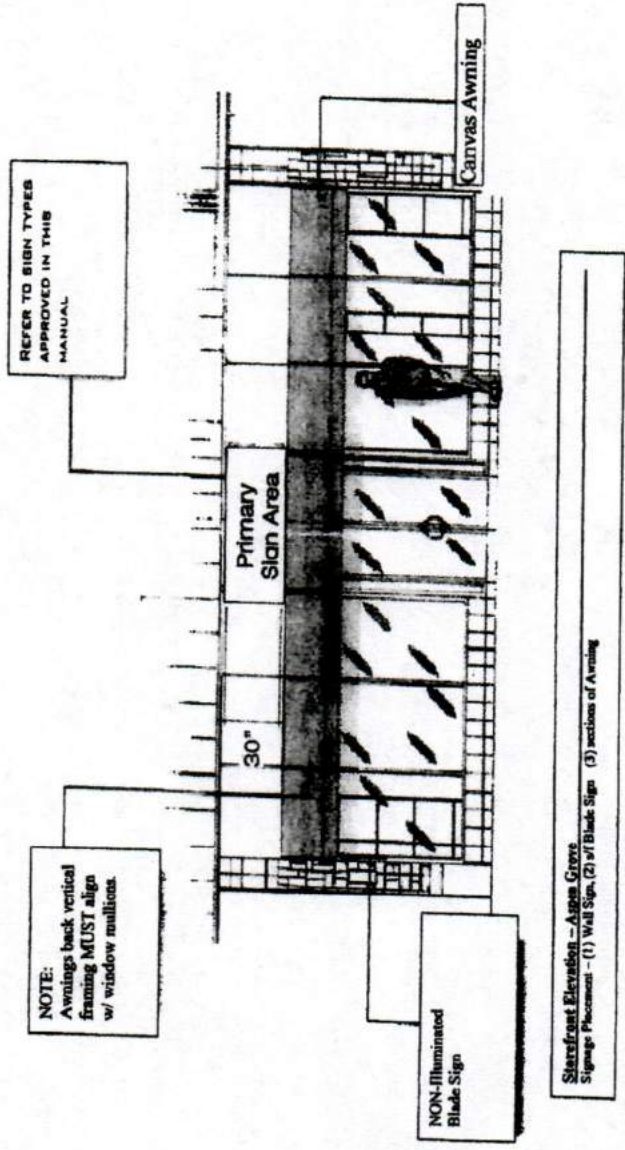 NOTE:
Awnings back vertical
framing MUST align
w/ window mullions.
REFER TO SIGN TYPES
APPROVED IN THIS
MANUAL
30"
Primary
Sign Area
NON-Illuminated
Blade Sign
Canvas Awning
Storefront Elevation – Aspen Grove
Signage Placement – (1) Wall Sign, (2) s/f Blade Sign (3) sections of Awning